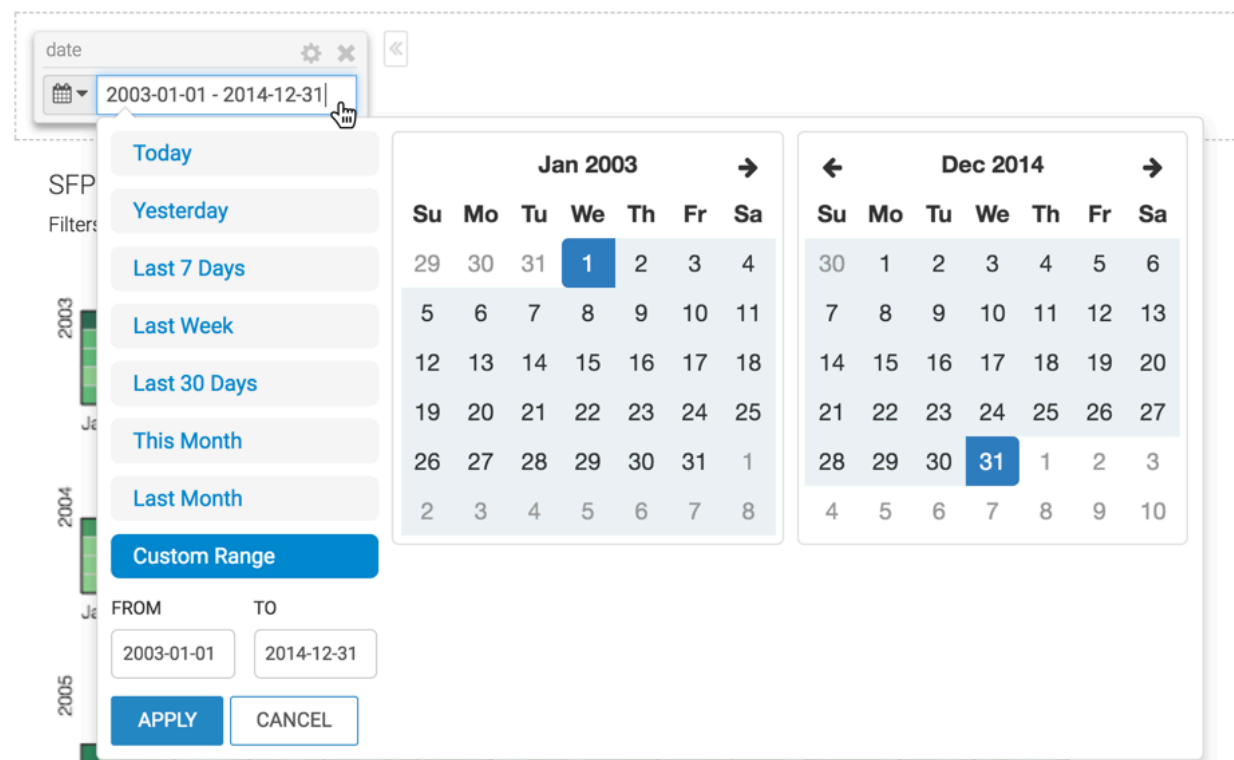 date
«
2003-01-01 - 2014-12-31
SFP
Filters
2003
Ja
2004
Ja
2005
Today
Yesterday
Last 7 Days
Last Week
Last 30 Days
This Month
Last Month
Custom Range
FROM TO
2003-01-01 2014-12-31
APPLY CANCEL
Jan 2003
Su Mo Tu We Th Fr Sa
29 30 31 1 2 3 4
5 6 7 8 9 10 11
12 13 14 15 16 17 18
19 20 21 22 23 24 25
26 27 28 29 30 31 1
2 3 4 5 6 7 8
Dec 2014
Su Mo Tu We Th Fr Sa
30 1 2 3 4 5 6
7 8 9 10 11 12 13
14 15 16 17 18 19 20
21 22 23 24 25 26 27
28 29 30 31 1 2 3
4 5 6 7 8 9 10